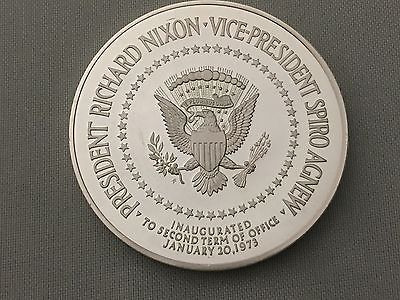 PRESIDENT RICHARD NIXON · VICE-PRESIDENT SPIRO AGNEW ·
INAUGURATED
TO SECOND TERM OF OFFICE
JANUARY 20, 1973